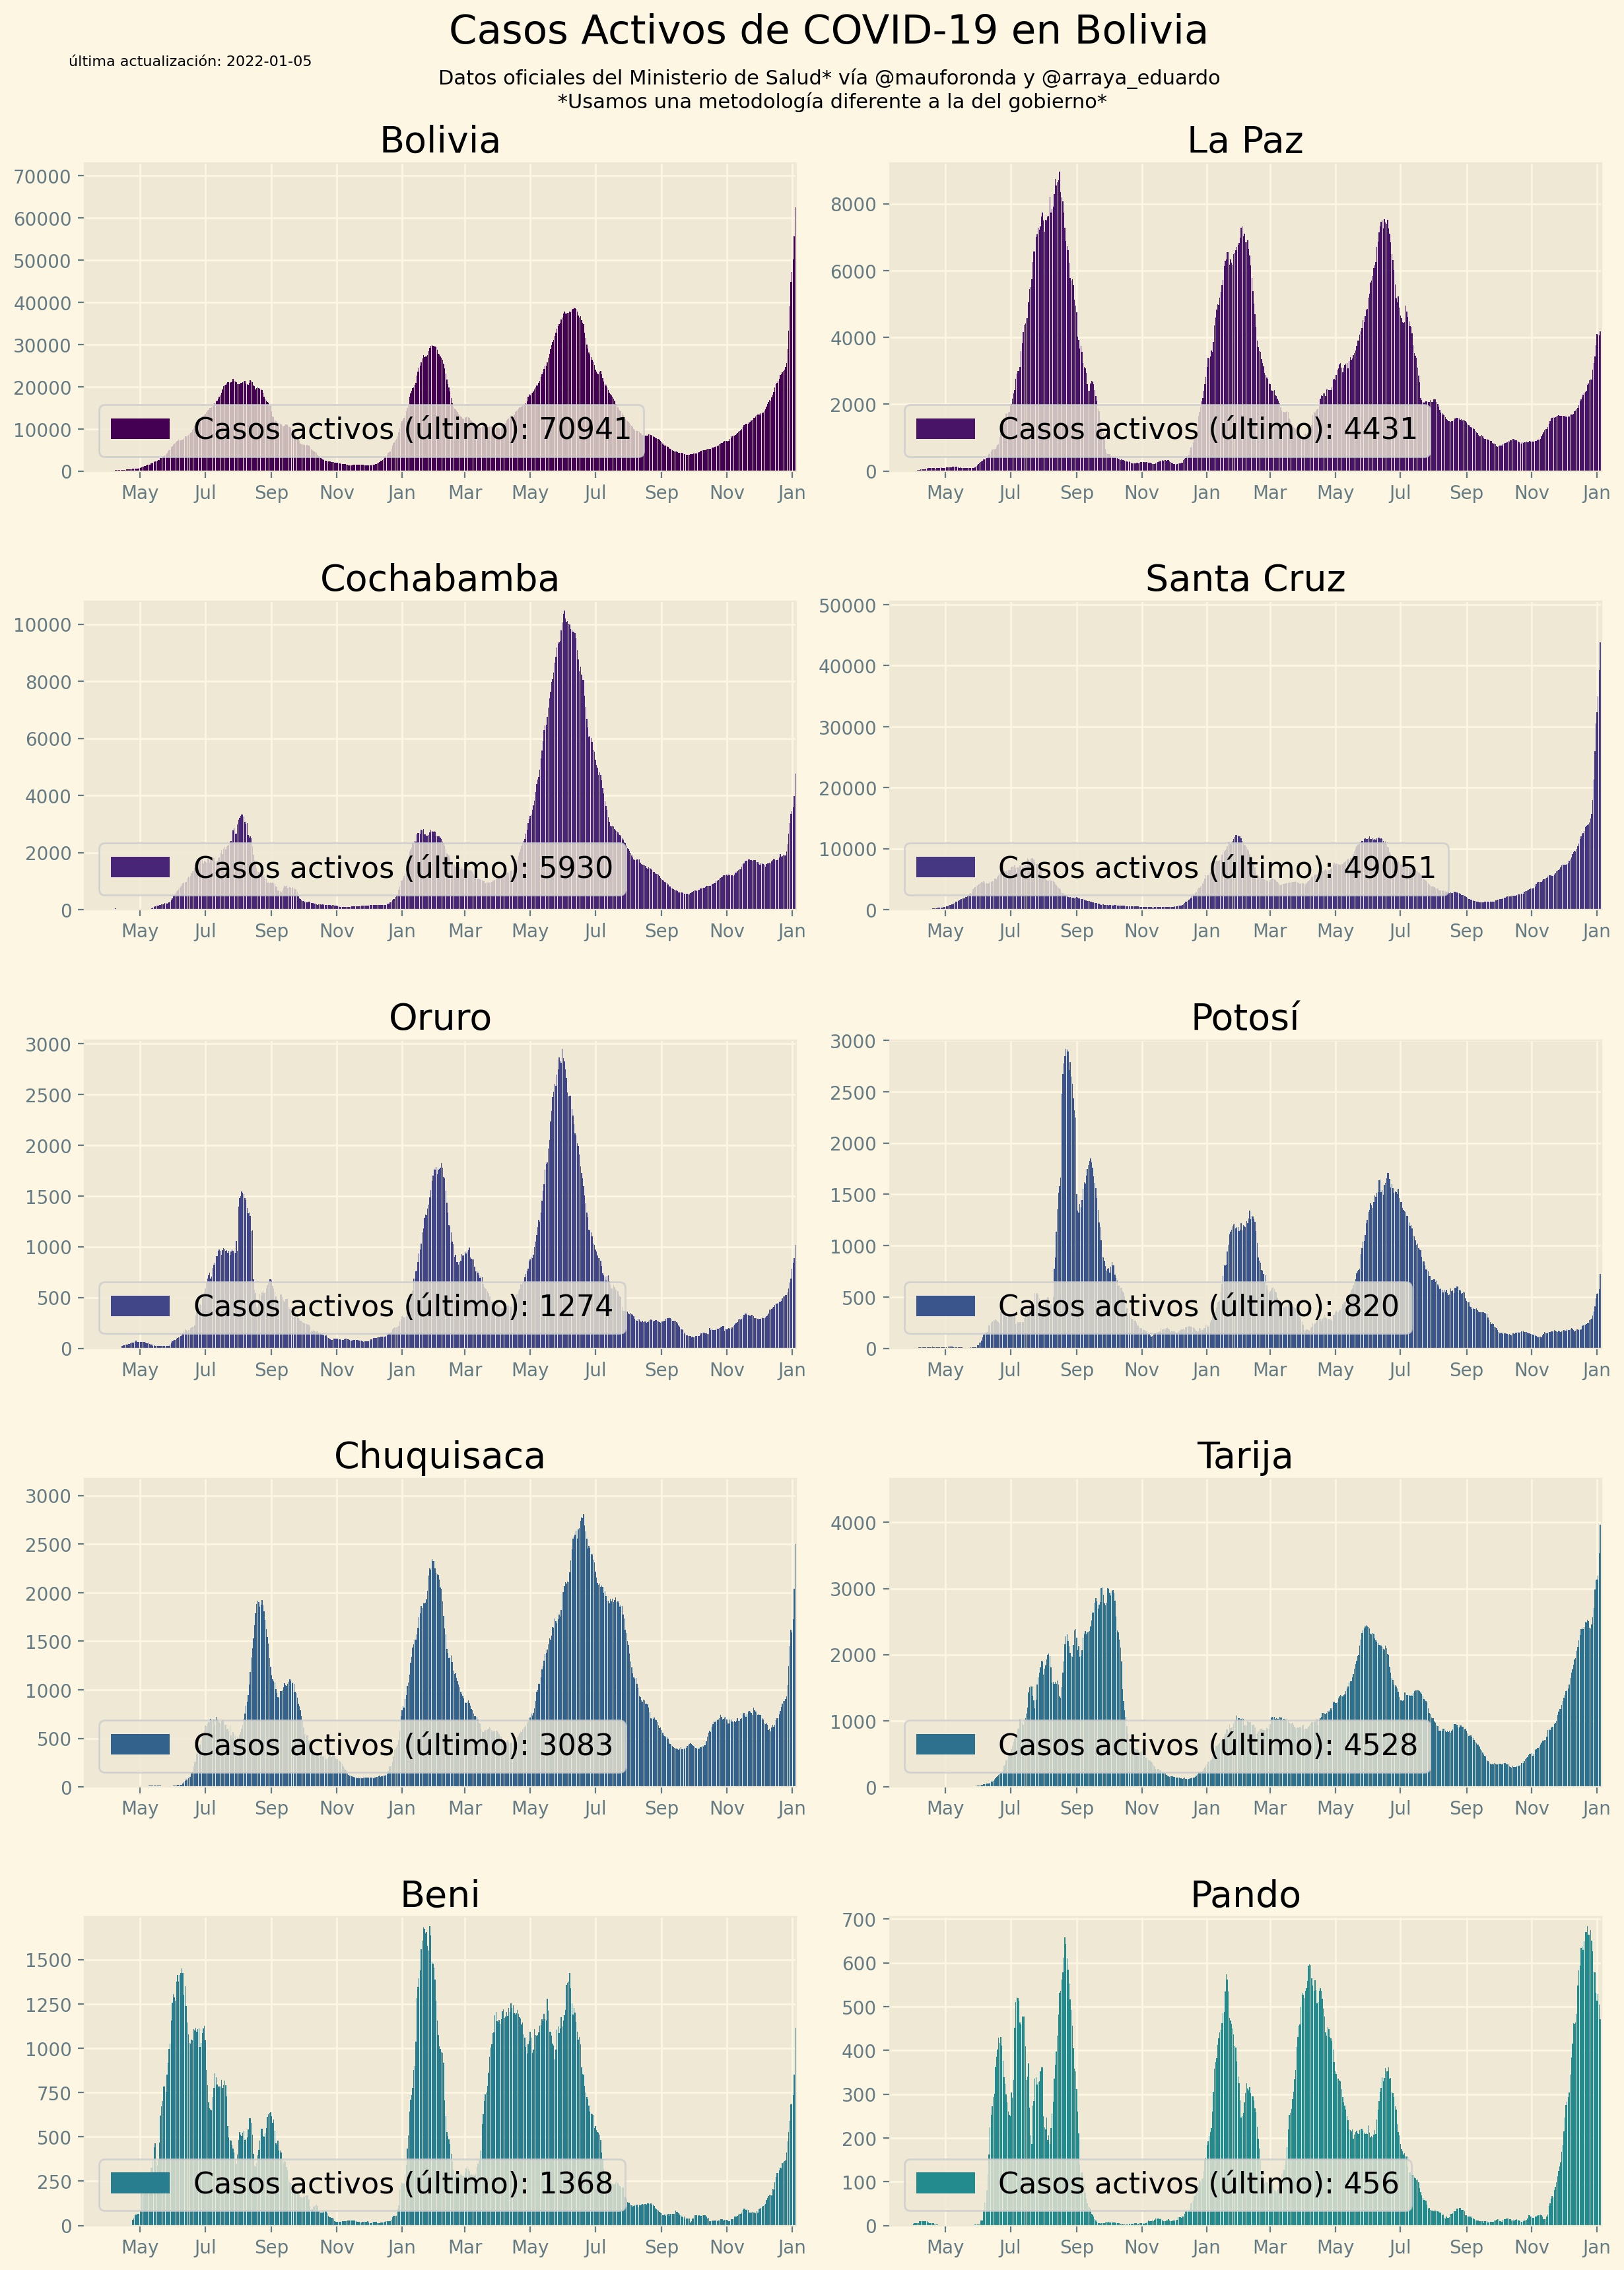 Casos Activos de COVID-19 en Bolivia
última actualización: 2022-01-05
Datos oficiales del Ministerio de Salud* vía @mauforonda y @arraya_eduardo
*Usamos una metodología diferente a la del gobierno*
Bolivia
70000
60000
50000
40000
30000
20000
10000
0
Casos activos (último): 70941
May Jul Sep Nov Jan Mar May Jul Sep Nov Jan
La Paz
8000
6000
4000
2000
0
Casos activos (último): 4431
May Jul Sep Nov Jan Mar May Jul Sep Nov Jan
Cochabamba
10000
8000
6000
4000
2000
0
Casos activos (último): 5930
May Jul Sep Nov Jan Mar May Jul Sep Nov Jan
Santa Cruz
50000
40000
30000
20000
10000
0
Casos activos (último): 49051
May Jul Sep Nov Jan Mar May Jul Sep Nov Jan
Oruro
3000
2500
2000
1500
1000
500
0
Casos activos (último): 1274
May Jul Sep Nov Jan Mar May Jul Sep Nov Jan
Potosí
3000
2500
2000
1500
1000
500
0
Casos activos (último): 820
May Jul Sep Nov Jan Mar May Jul Sep Nov Jan
Chuquisaca
3000
2500
2000
1500
1000
500
0
Casos activos (último): 3083
May Jul Sep Nov Jan Mar May Jul Sep Nov Jan
Tarija
4000
3000
2000
1000
0
Casos activos (último): 4528
May Jul Sep Nov Jan Mar May Jul Sep Nov Jan
Beni
1500
1250
1000
750
500
250
0
Casos activos (último): 1368
May Jul Sep Nov Jan Mar May Jul Sep Nov Jan
Pando
700
600
500
400
300
200
100
0
Casos activos (último): 456
May Jul Sep Nov Jan Mar May Jul Sep Nov Jan